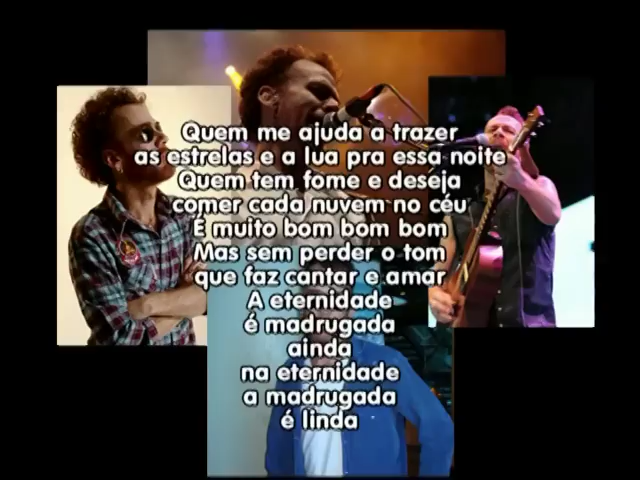 Quem me ajuda a trazer
as estrelas e a lua pra essa noite
Quem tem fome e deseja
comer cada nuvem no céu
É muito bom bom bom
Mas sem perder o tom
que faz cantar e amar
A eternidade
é madrugada
ainda
na eternidade
a madrugada
é linda